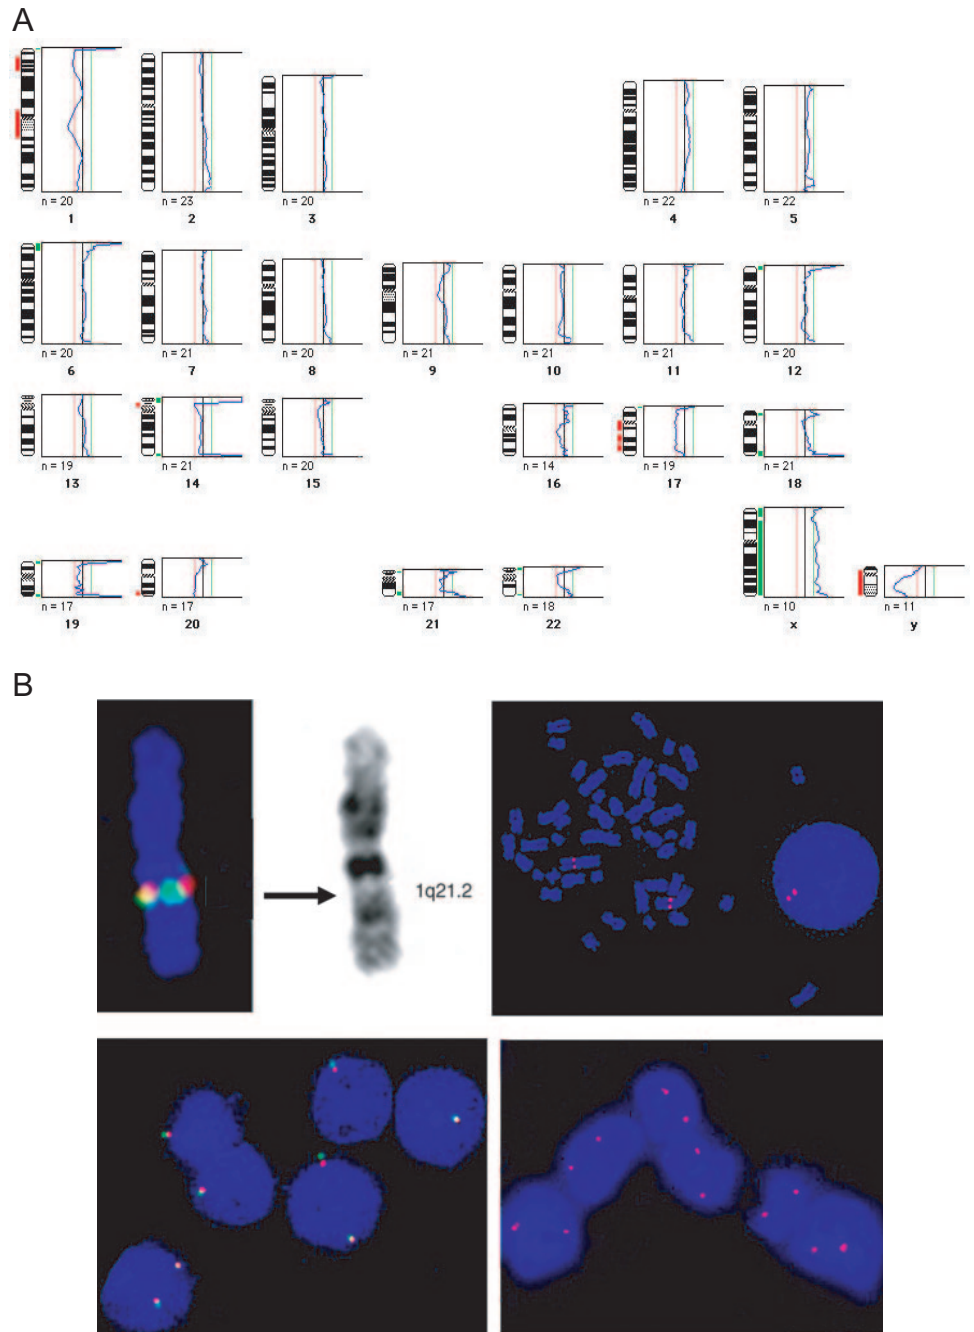 A
n = 20 n = 23 n = 20 n = 22 n = 22
1 2 3 4 5
n = 20 n = 21 n = 20 n = 21 n = 21 n = 21 n = 20
6 7 8 9 10 11 12
n = 19 n = 21 n = 20 n = 14 n = 19 n = 21
13 14 15 16 17 18
n = 17 n = 17 n = 17 n = 18 n = 10 n = 11
19 20 21 22 x y
B
1q21.2